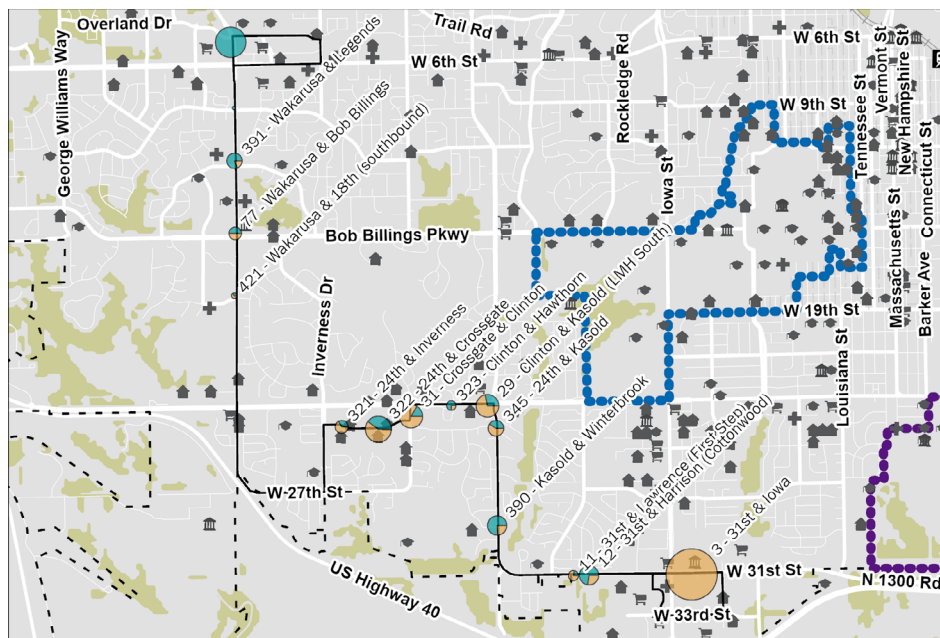 Overland Dr
Trail Rd
W 6th St
W 6th St
George Williams Way
Rockledge Rd
Vermont St
New Hampshire St
Tennessee St
W 9th St
391 - Wakarusa & Legends
77 - Wakarusa & Bob Billings
421 - Wakarusa & 18th (southbound)
Iowa St
Bob Billings Pkwy
Massachusetts St
Barker Ave
Connecticut St
Inverness Dr
W 19th St
Louisiana St
321 - 24th & Inverness
322 - 24th & Crossgate
31 - Crossgate & Clinton
323 - Clinton & Hawthorn
29 - Clinton & Kasold (LMH South)
345 - 24th & Kasold
390 - Kasold & Winterbrook
W 27th St
11 - 31st & Lawrence (First Step)
12 - 31st & Harrison (Cottonwood)
3 - 31st & Iowa
US Highway 40
W 31st St
N 1300 Rd
W 33rd St